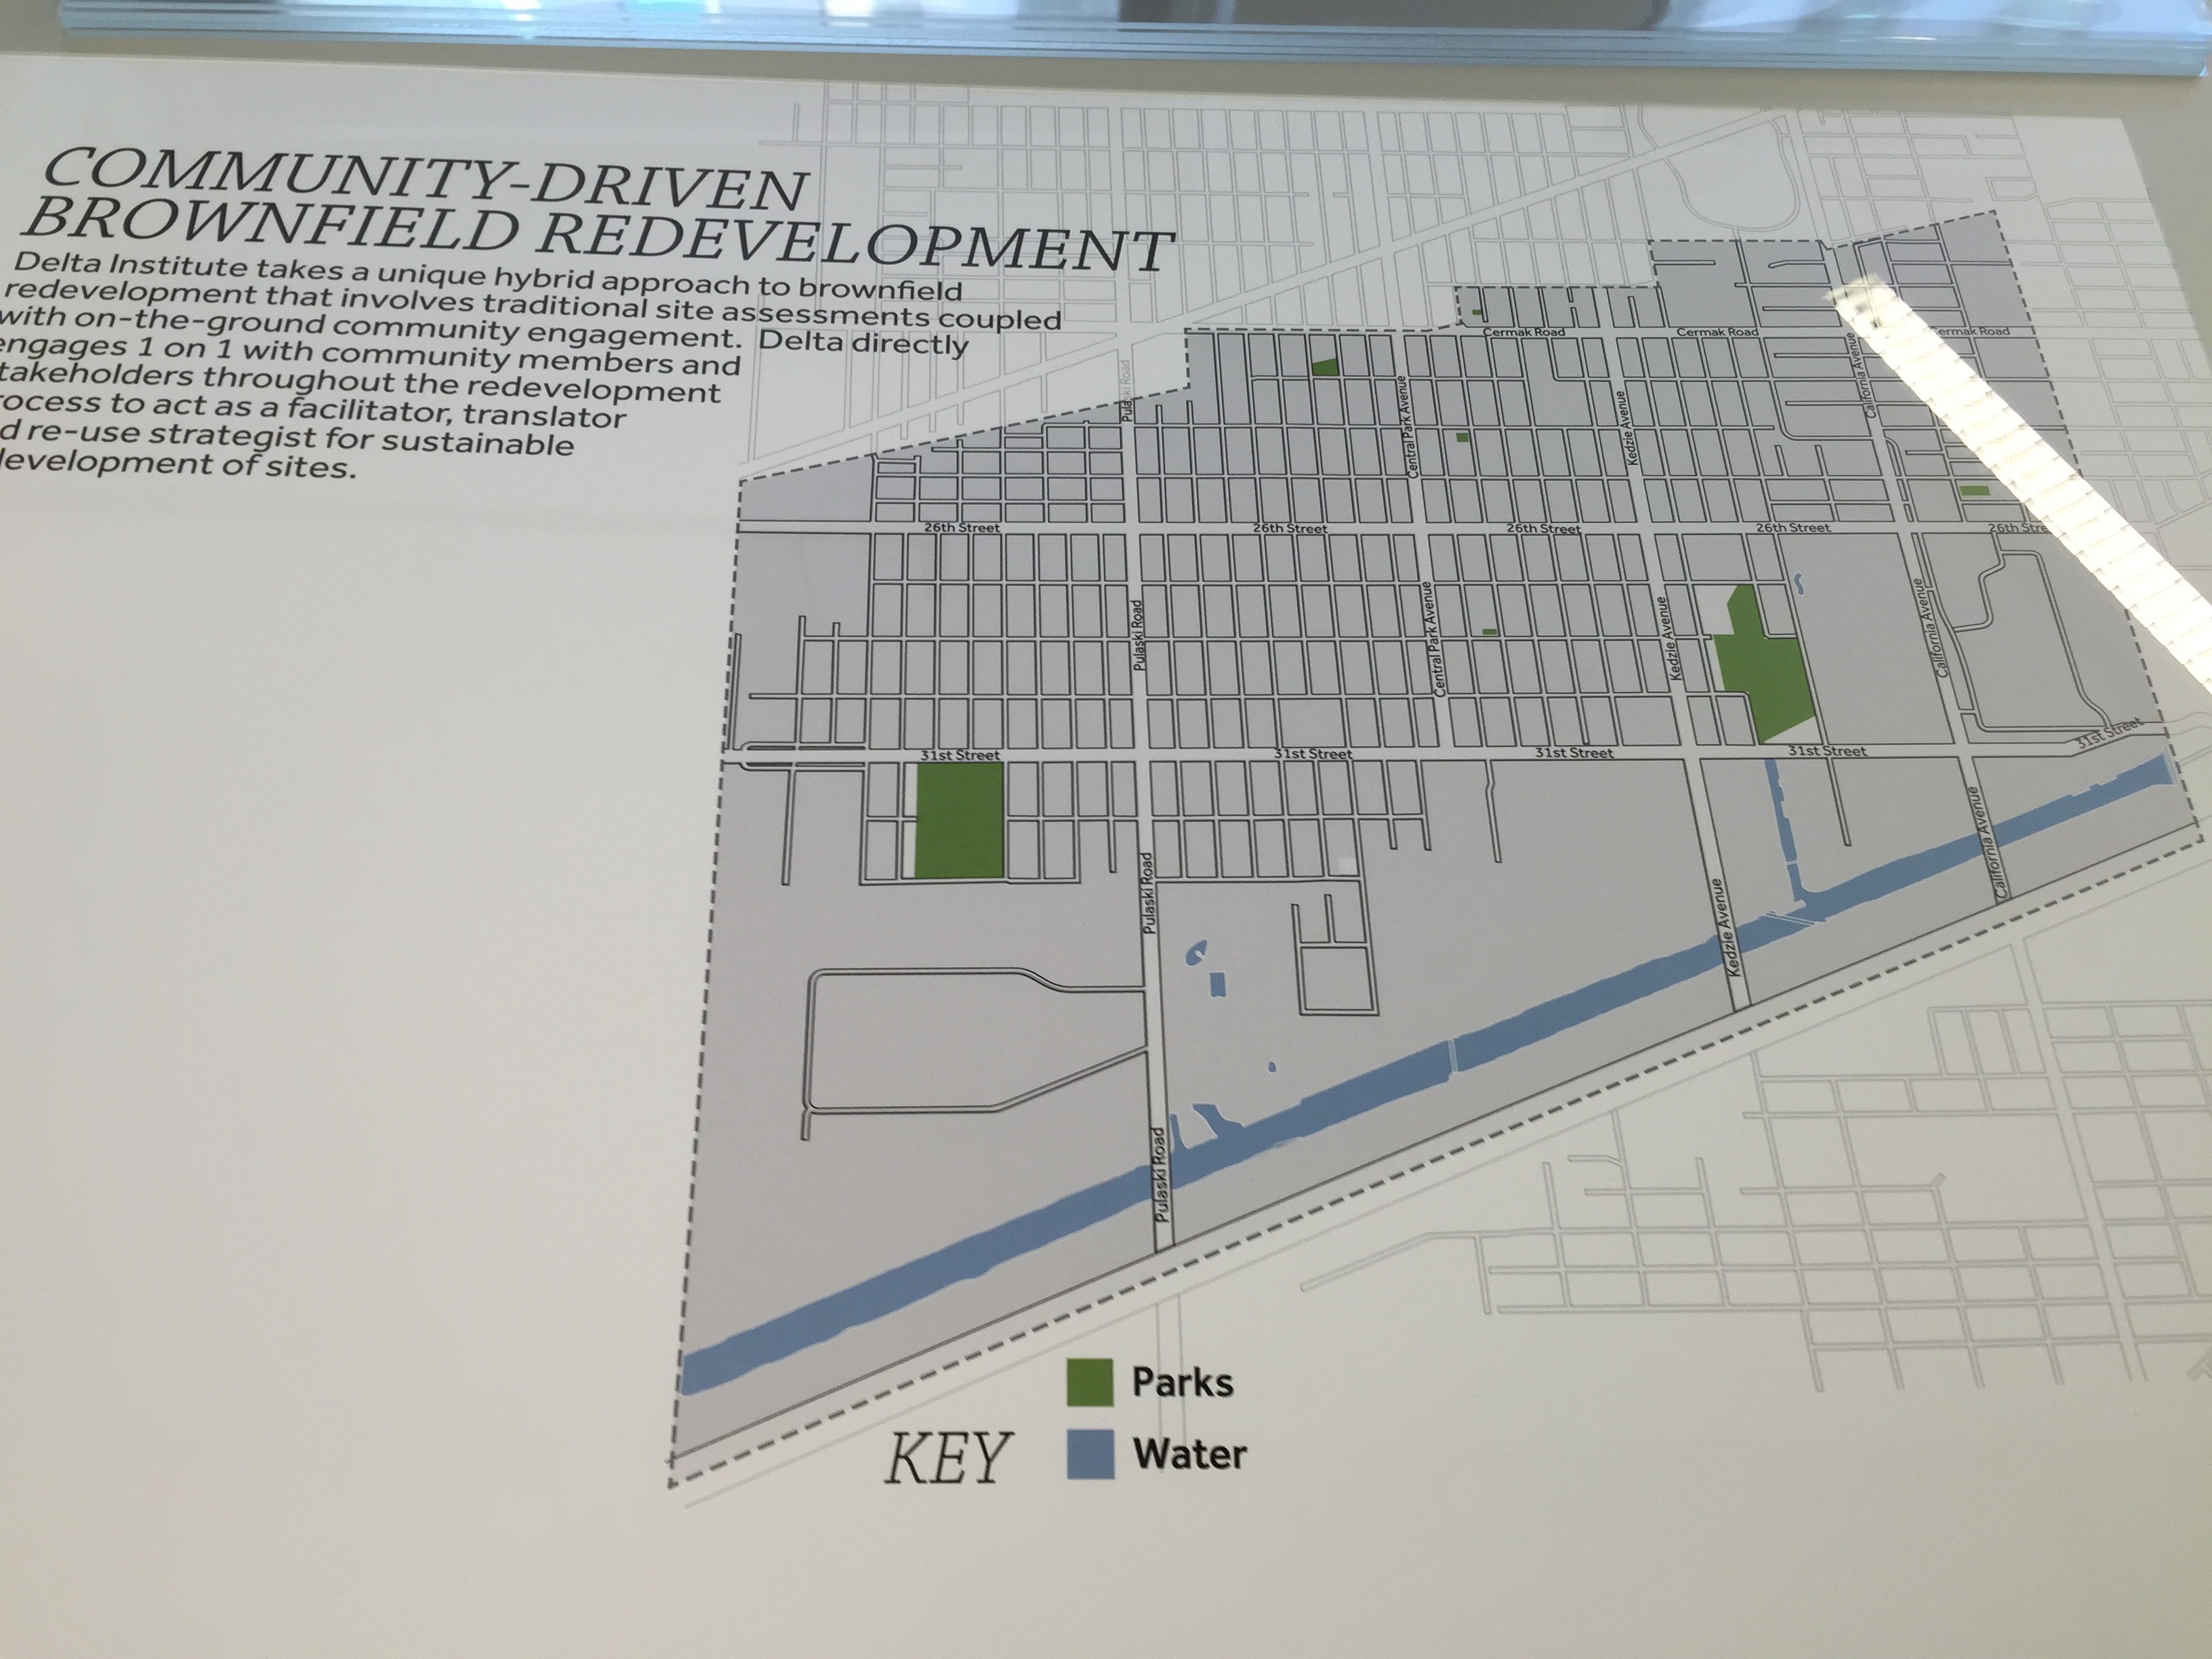 COMMUNITY-DRIVEN
BROWNFIELD REDEVELOPMENT
Delta Institute takes a unique hybrid approach to brownfield
redevelopment that involves traditional site assessments coupled
with on-the-ground community engagement. Delta directly
engages 1 on 1 with community members and
takeholders throughout the redevelopment
ocess to act as a facilitator, translator
d re-use strategist for sustainable
development of sites.
Cermak Road
Cermak Road
ermak Road
Pulaski Road
Central Park Avenue
Kedzie Avenue
California Avenue
26th Street
26th Street
26th Street
26th Street
26th Stre
Pulaski Road
Central Park Avenue
Kedzie Avenue
California Avenue
31st Street
31st Street
31st Street
31st Street
31st Street
Pulaski Road
Kedzie Avenue
California Avenue
Pulaski Road
KEY
Parks
Water